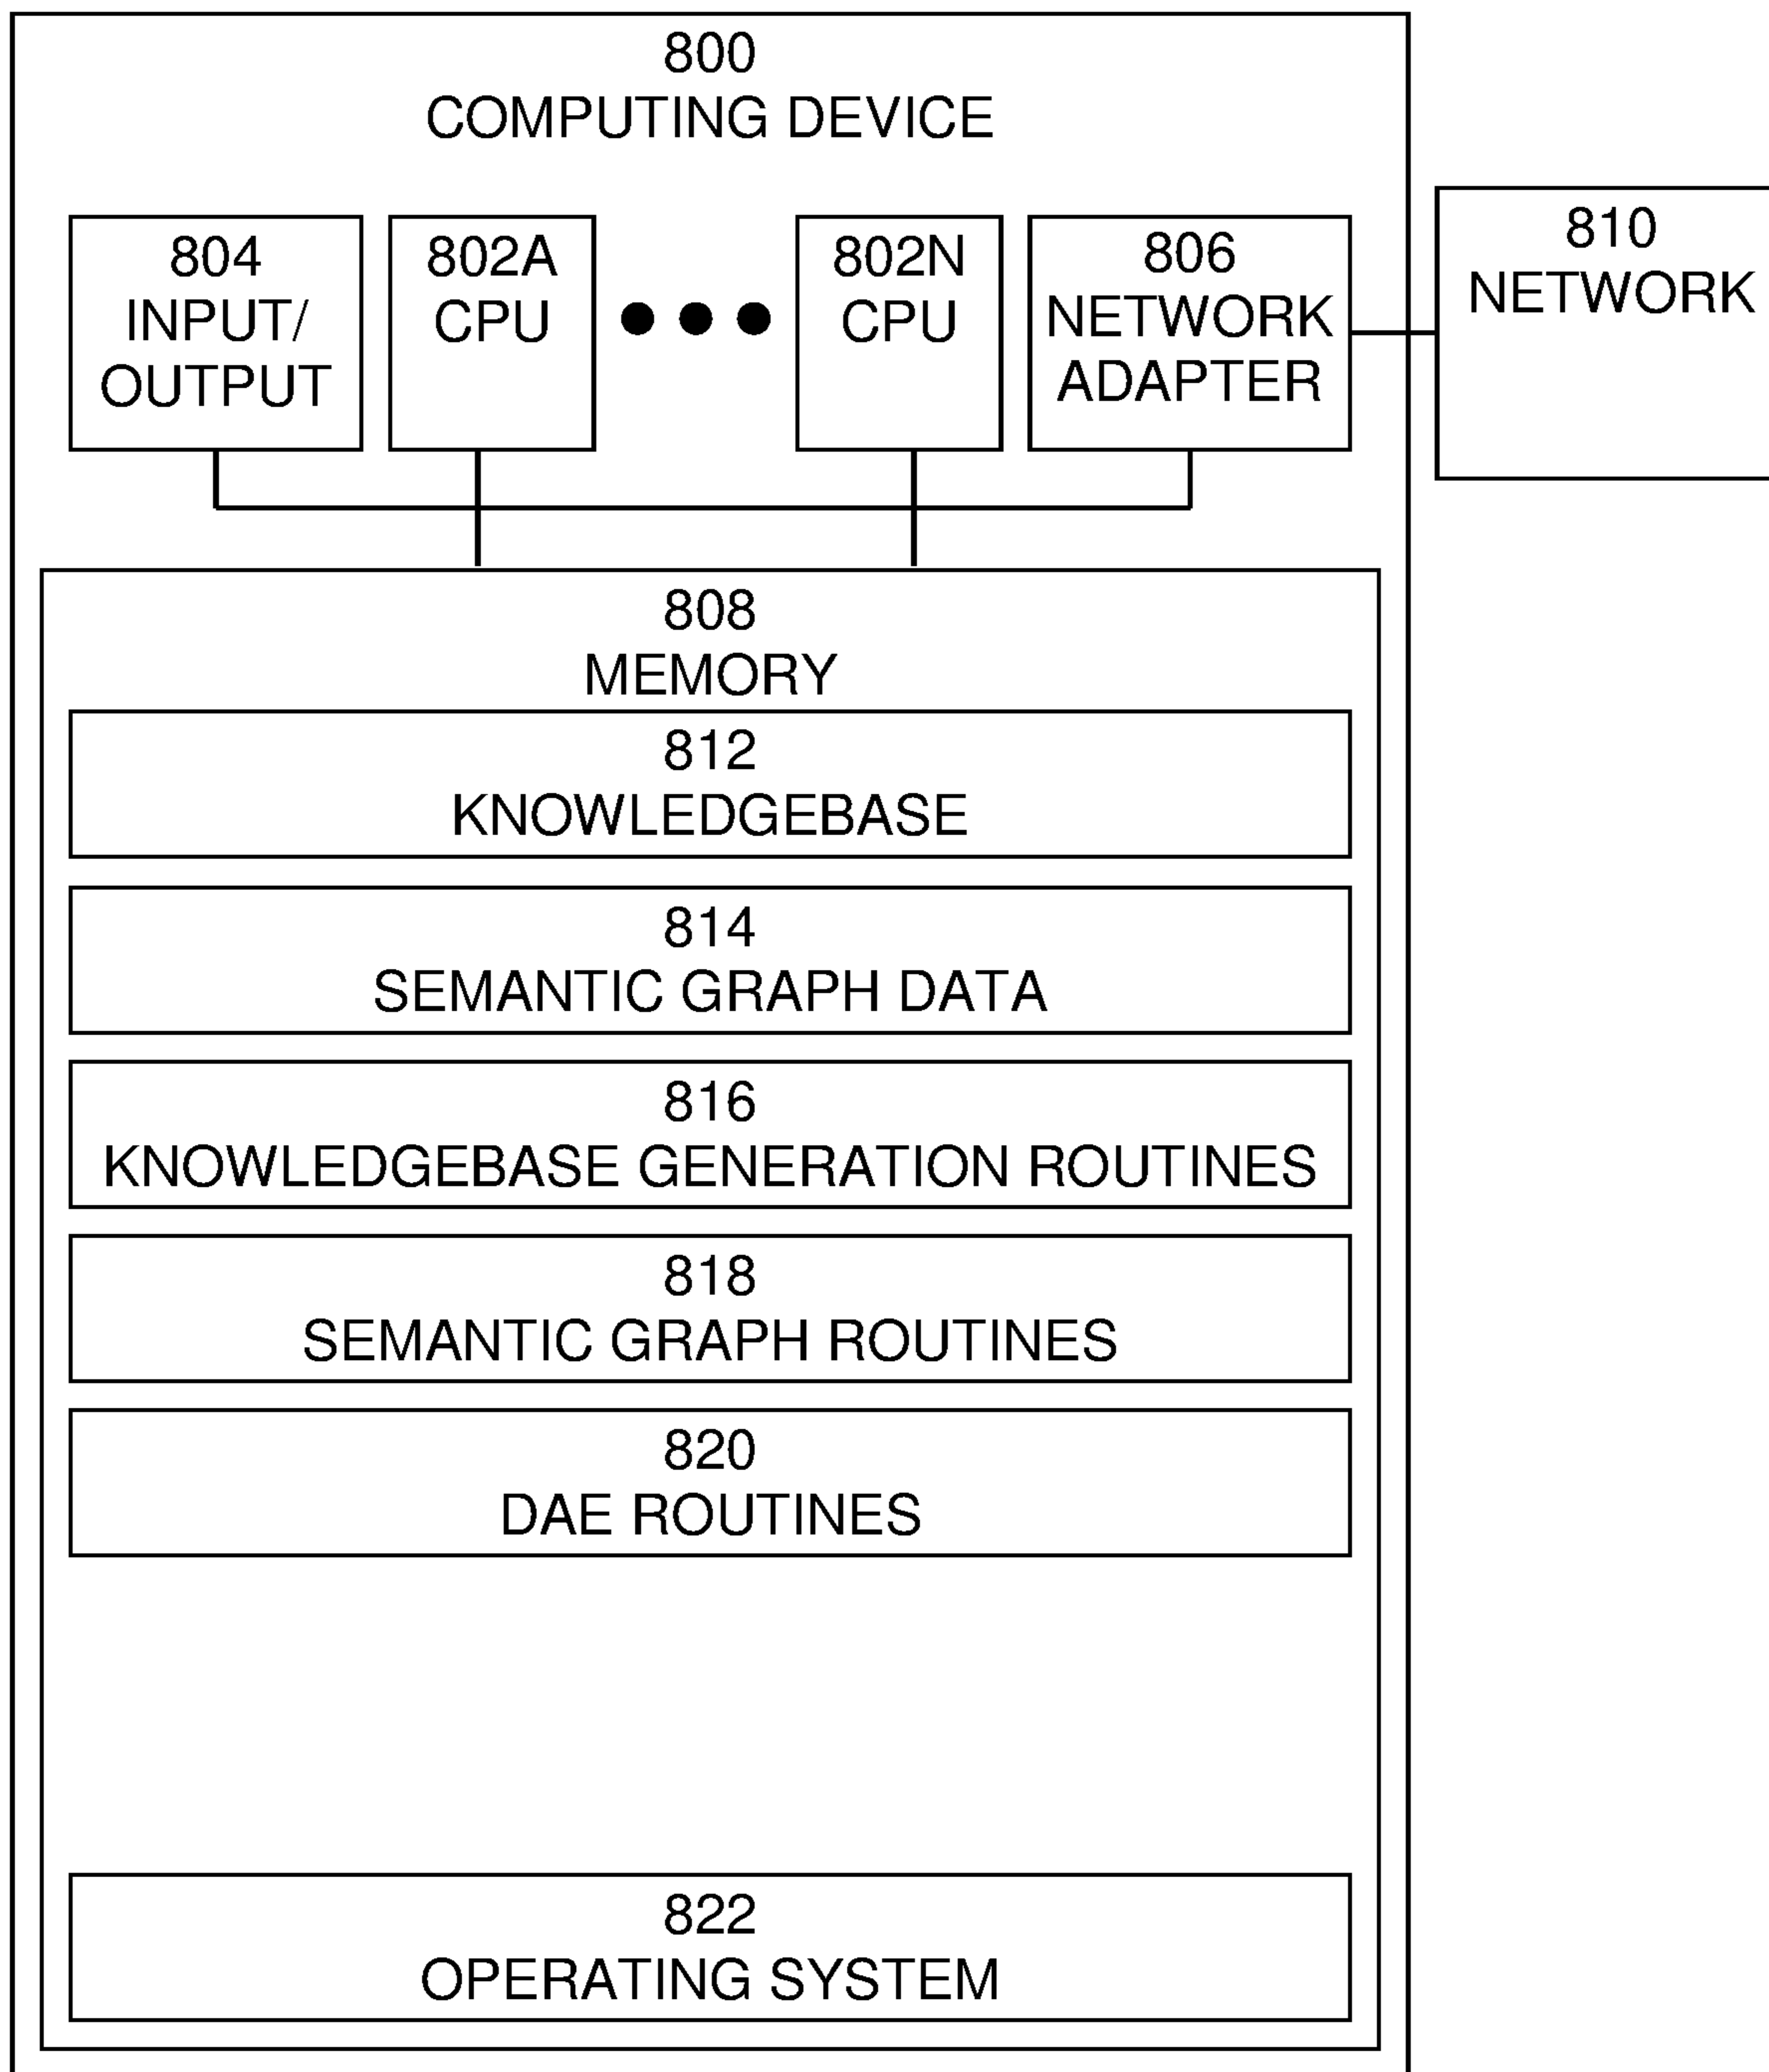 800
COMPUTING DEVICE
804
INPUT/
OUTPUT
802A
CPU
802N
CPU
806
NETWORK
ADAPTER
810
NETWORK
808
MEMORY
812
KNOWLEDGEBASE
814
SEMANTIC GRAPH DATA
816
KNOWLEDGEBASE GENERATION ROUTINES
818
SEMANTIC GRAPH ROUTINES
820
DAE ROUTINES
822
OPERATING SYSTEM